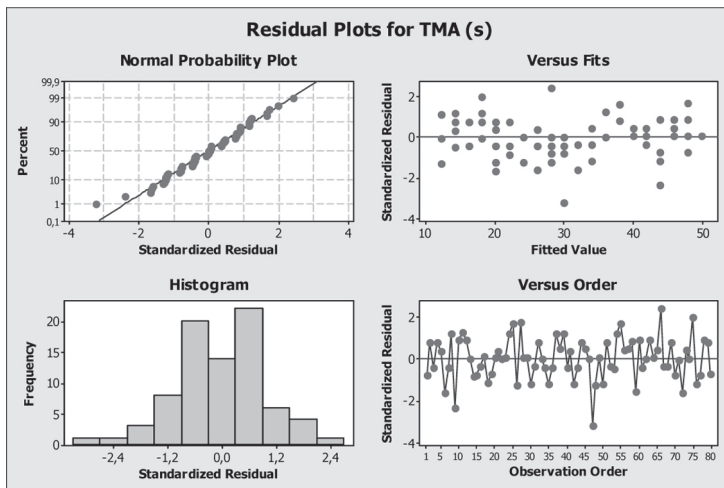 Residual Plots for TMA (s)
Normal Probability Plot
99,9
99
90
50
10
1
0,1
Percent
-4 -2 0 2 4
Standardized Residual
Versus Fits
2
0
-2
-4
Standardized Residual
10 20 30 40 50
Fitted Value
Histogram
20
15
10
5
0
Frequency
-2,4 -1,2 0,0 1,2 2,4
Standardized Residual
Versus Order
2
0
-2
-4
Standardized Residual
1 5 10 15 20 25 30 35 40 45 50 55 60 65 70 75 80
Observation Order